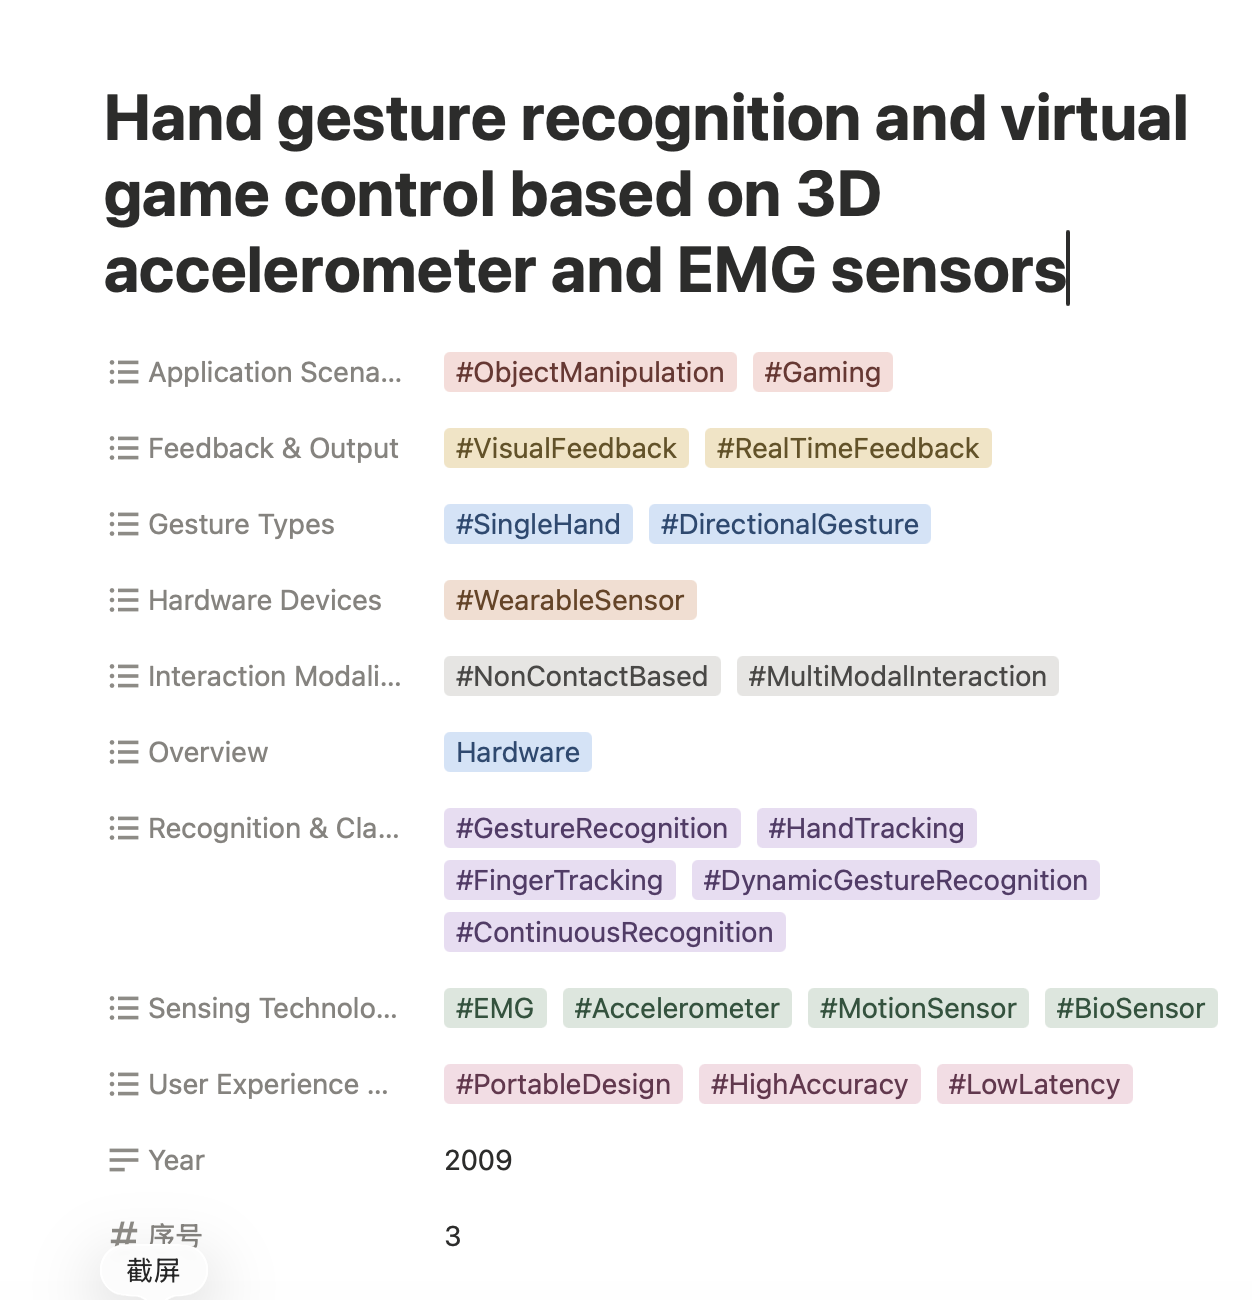 Hand gesture recognition and virtual
game control based on 3D
accelerometer and EMG sensors
Application Scena... #ObjectManipulation #Gaming
Feedback & Output #VisualFeedback #RealTimeFeedback
Gesture Types #SingleHand #DirectionalGesture
Hardware Devices #WearableSensor
Interaction Modali... #NonContactBased #MultiModalInteraction
Overview Hardware
Recognition & Cla... #GestureRecognition #HandTracking
#FingerTracking #DynamicGestureRecognition
#ContinuousRecognition
Sensing Technolo... #EMG #Accelerometer #MotionSensor #BioSensor
User Experience ... #PortableDesign #HighAccuracy #LowLatency
Year 2009
序号 3
截屏